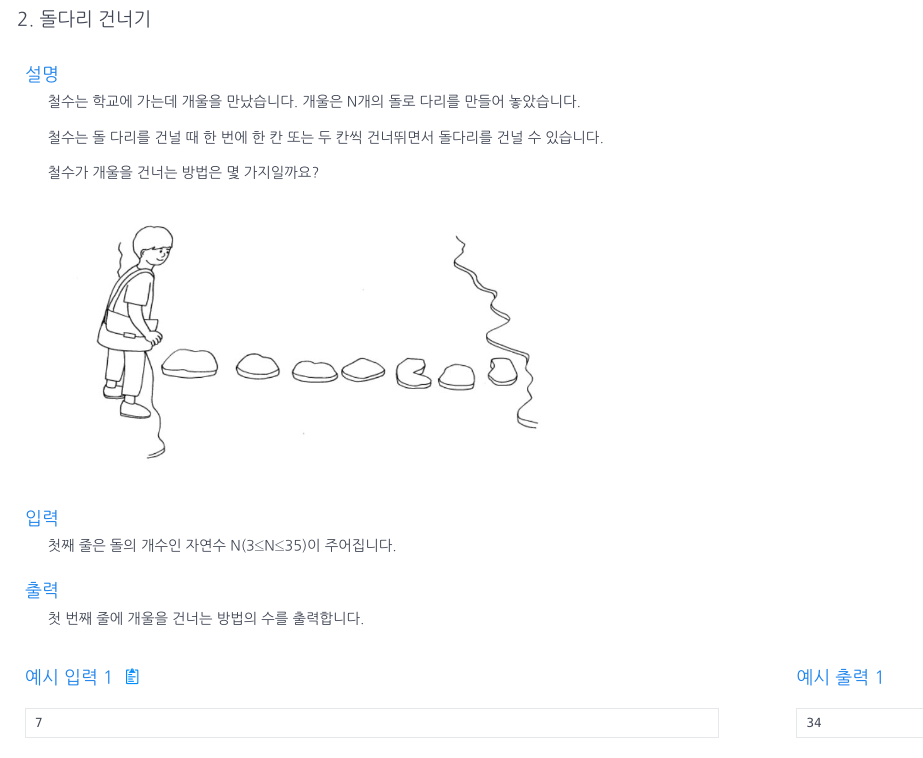 2. 돌다리 건너기
설명
철수는 학교에 가는데 개울을 만났습니다. 개울은 N개의 돌로 다리를 만들어 놓았습니다.
철수는 돌 다리를 건널 때 한 번에 한 칸 또는 두 칸씩 건너뛰면서 돌다리를 건널 수 있습니다.
철수가 개울을 건너는 방법은 몇 가지일까요?
입력
첫째 줄은 돌의 개수인 자연수 N(3≤N≤35)이 주어집니다.
출력
첫 번째 줄에 개울을 건너는 방법의 수를 출력합니다.
예시 입력 1
예시 출력 1
7
34